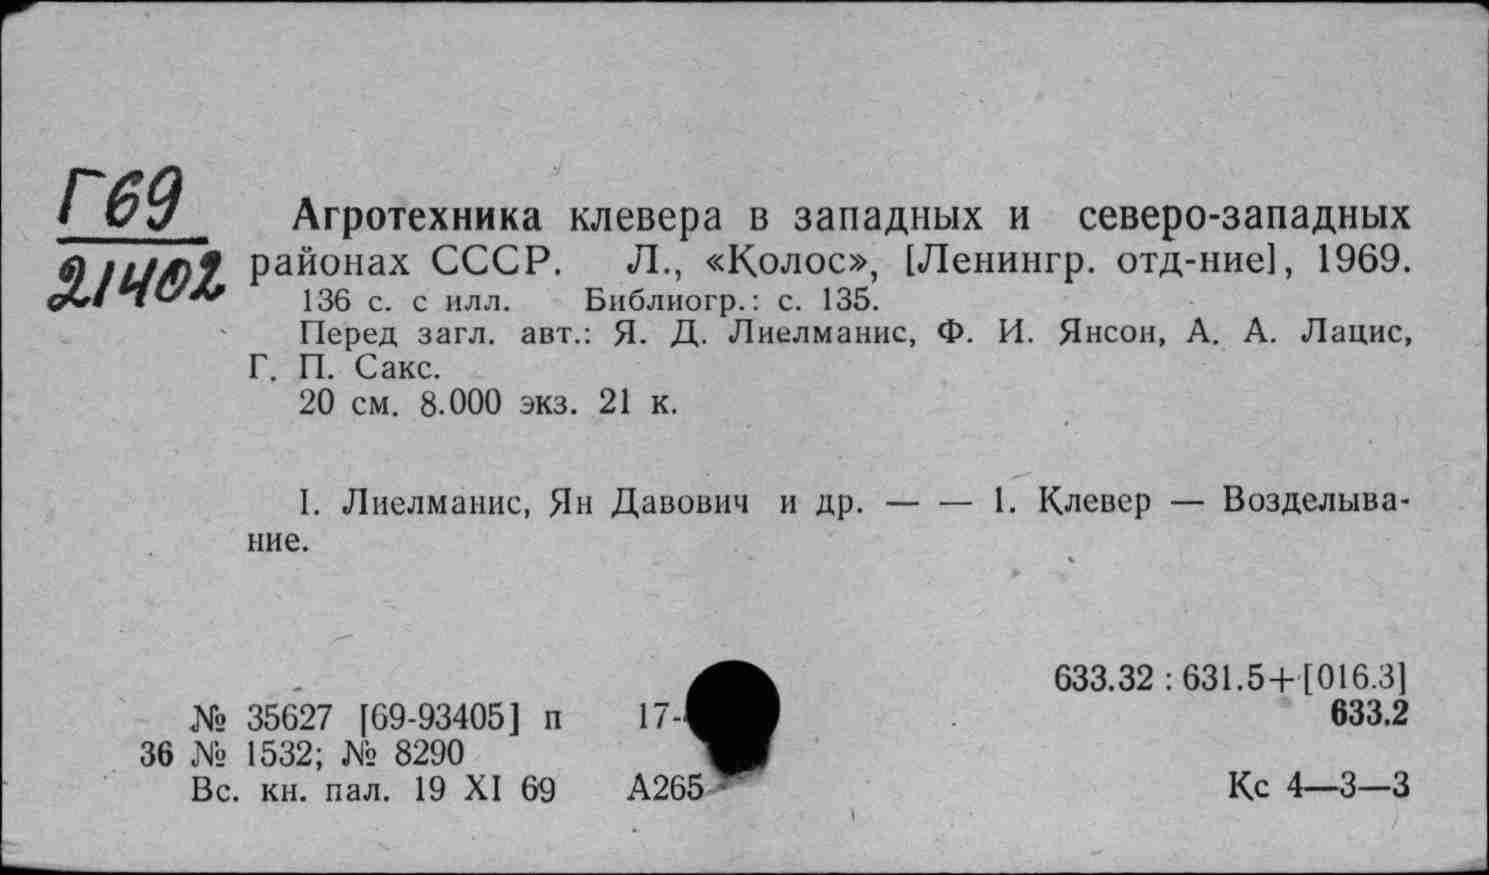 Г69
21402
Агротехника клевера в западных и северо-западных
районах СССР. Л., «Колос», [Ленингр. отд-ние], 1969.
136 с. с илл. Библиогр.: с. 135.
Перед загл. авт.: Я. Д. Лиелманис, Ф. И. Янсон, А. А. Лацис,
Г. П. Сакс.
20 см. 8.000 экз. 21 к.
I. Лиелманис, Ян Давович и др. — — 1. Клевер — Возделыва-
ние.
633.32 : 631.5+[016.3]
№ 35627 [69-93405] п 17- 633.2
36 № 1532; № 8290
Вс. кн. пал. 19 XI 69 А265 Кс 4—3—3